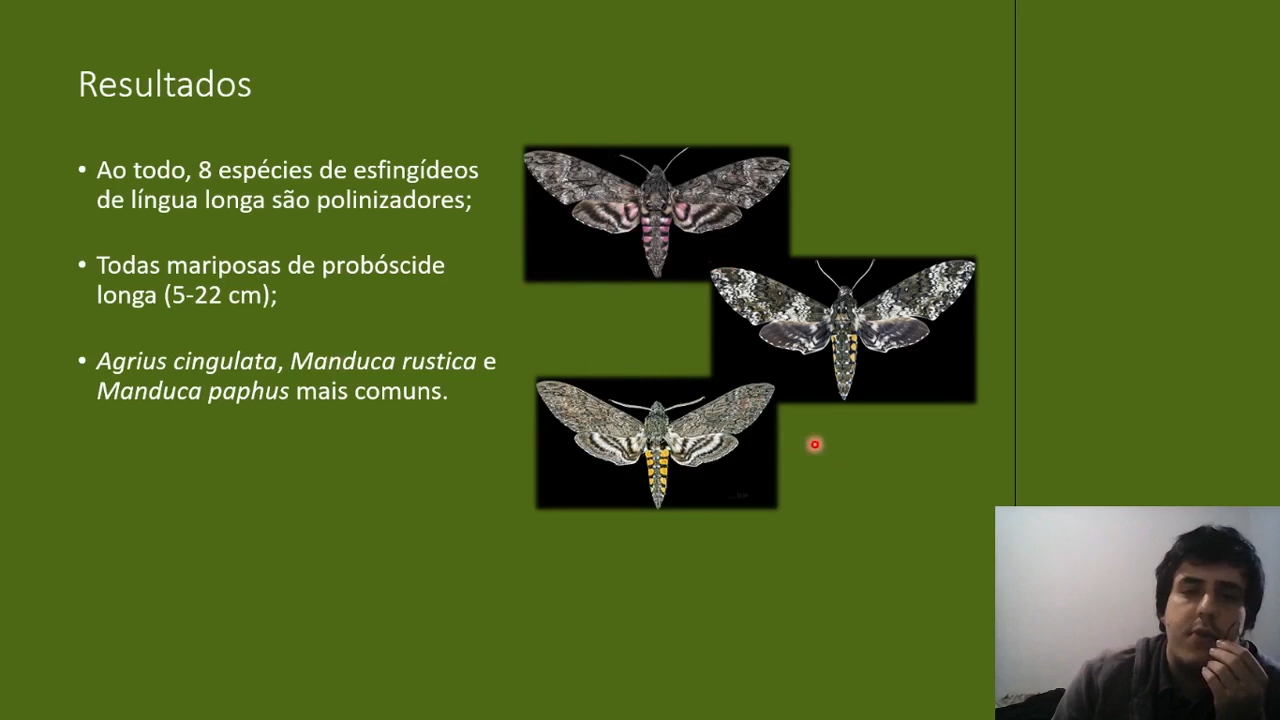 Resultados
• Ao todo, 8 espécies de esfingídeos
de língua longa são polinizadores;
• Todas mariposas de probóscide
longa (5-22 cm);
• Agrius cingulata, Manduca rustica e
Manduca paphus mais comuns.